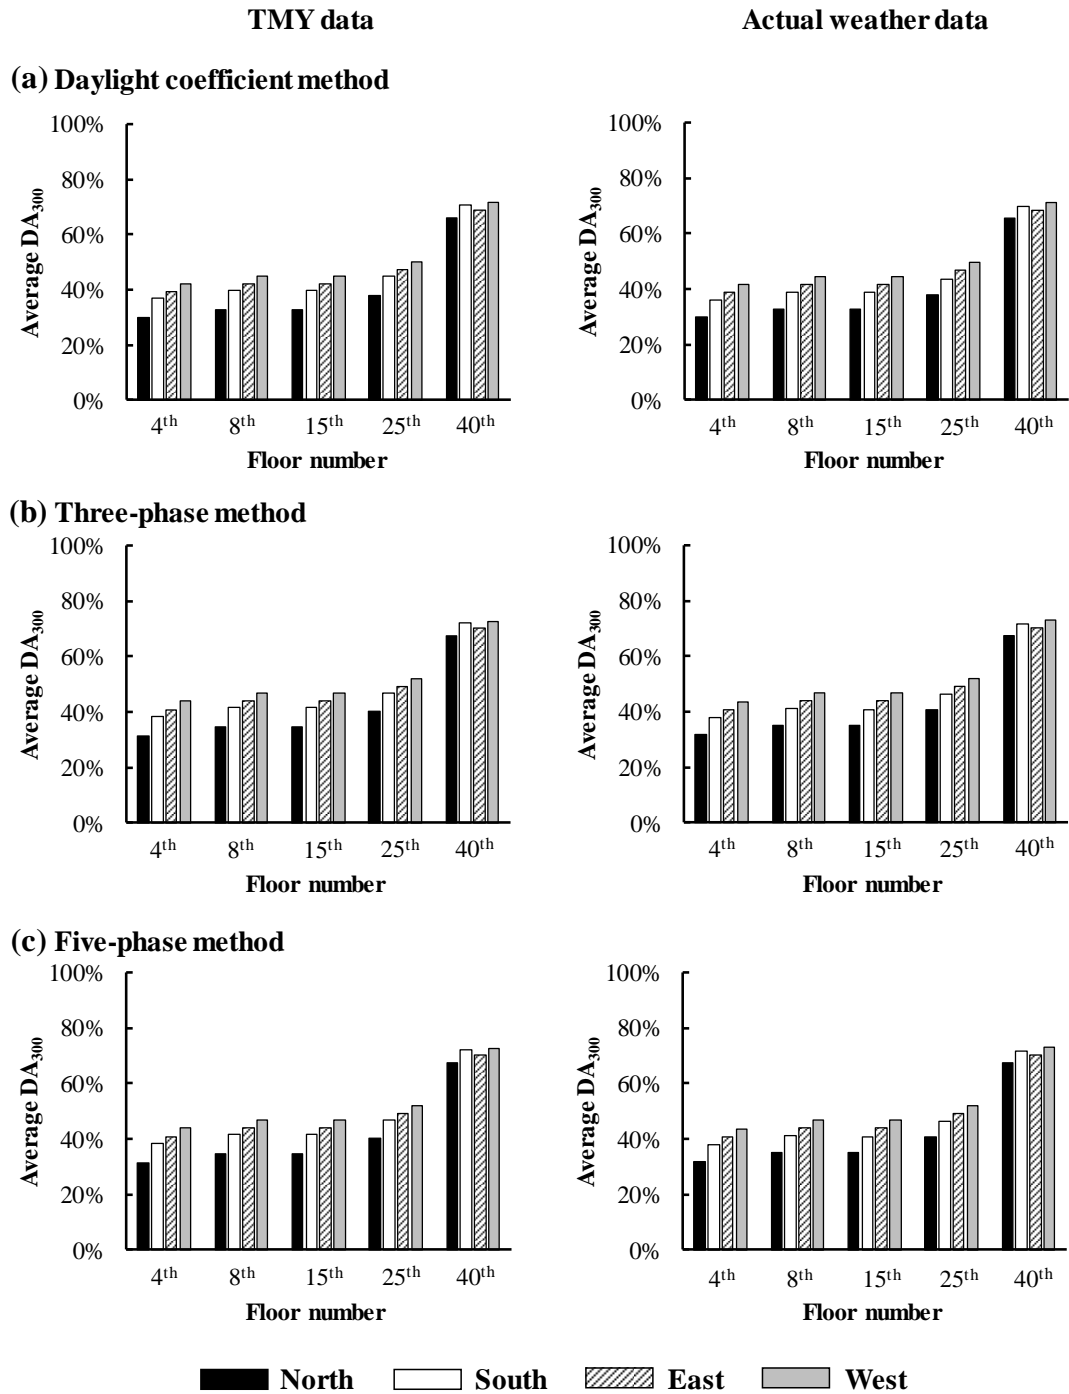 TMY data
Actual weather data
(a) Daylight coefficient method
100%
80%
60%
40%
20%
0%
Average DA300
4th 8th 15th 25th 40th
Floor number
100%
80%
60%
40%
20%
0%
Average DA300
4th 8th 15th 25th 40th
Floor number
(b) Three-phase method
100%
80%
60%
40%
20%
0%
Average DA300
4th 8th 15th 25th 40th
Floor number
100%
80%
60%
40%
20%
0%
Average DA300
4th 8th 15th 25th 40th
Floor number
(c) Five-phase method
100%
80%
60%
40%
20%
0%
Average DA300
4th 8th 15th 25th 40th
Floor number
100%
80%
60%
40%
20%
0%
Average DA300
4th 8th 15th 25th 40th
Floor number
North South East West